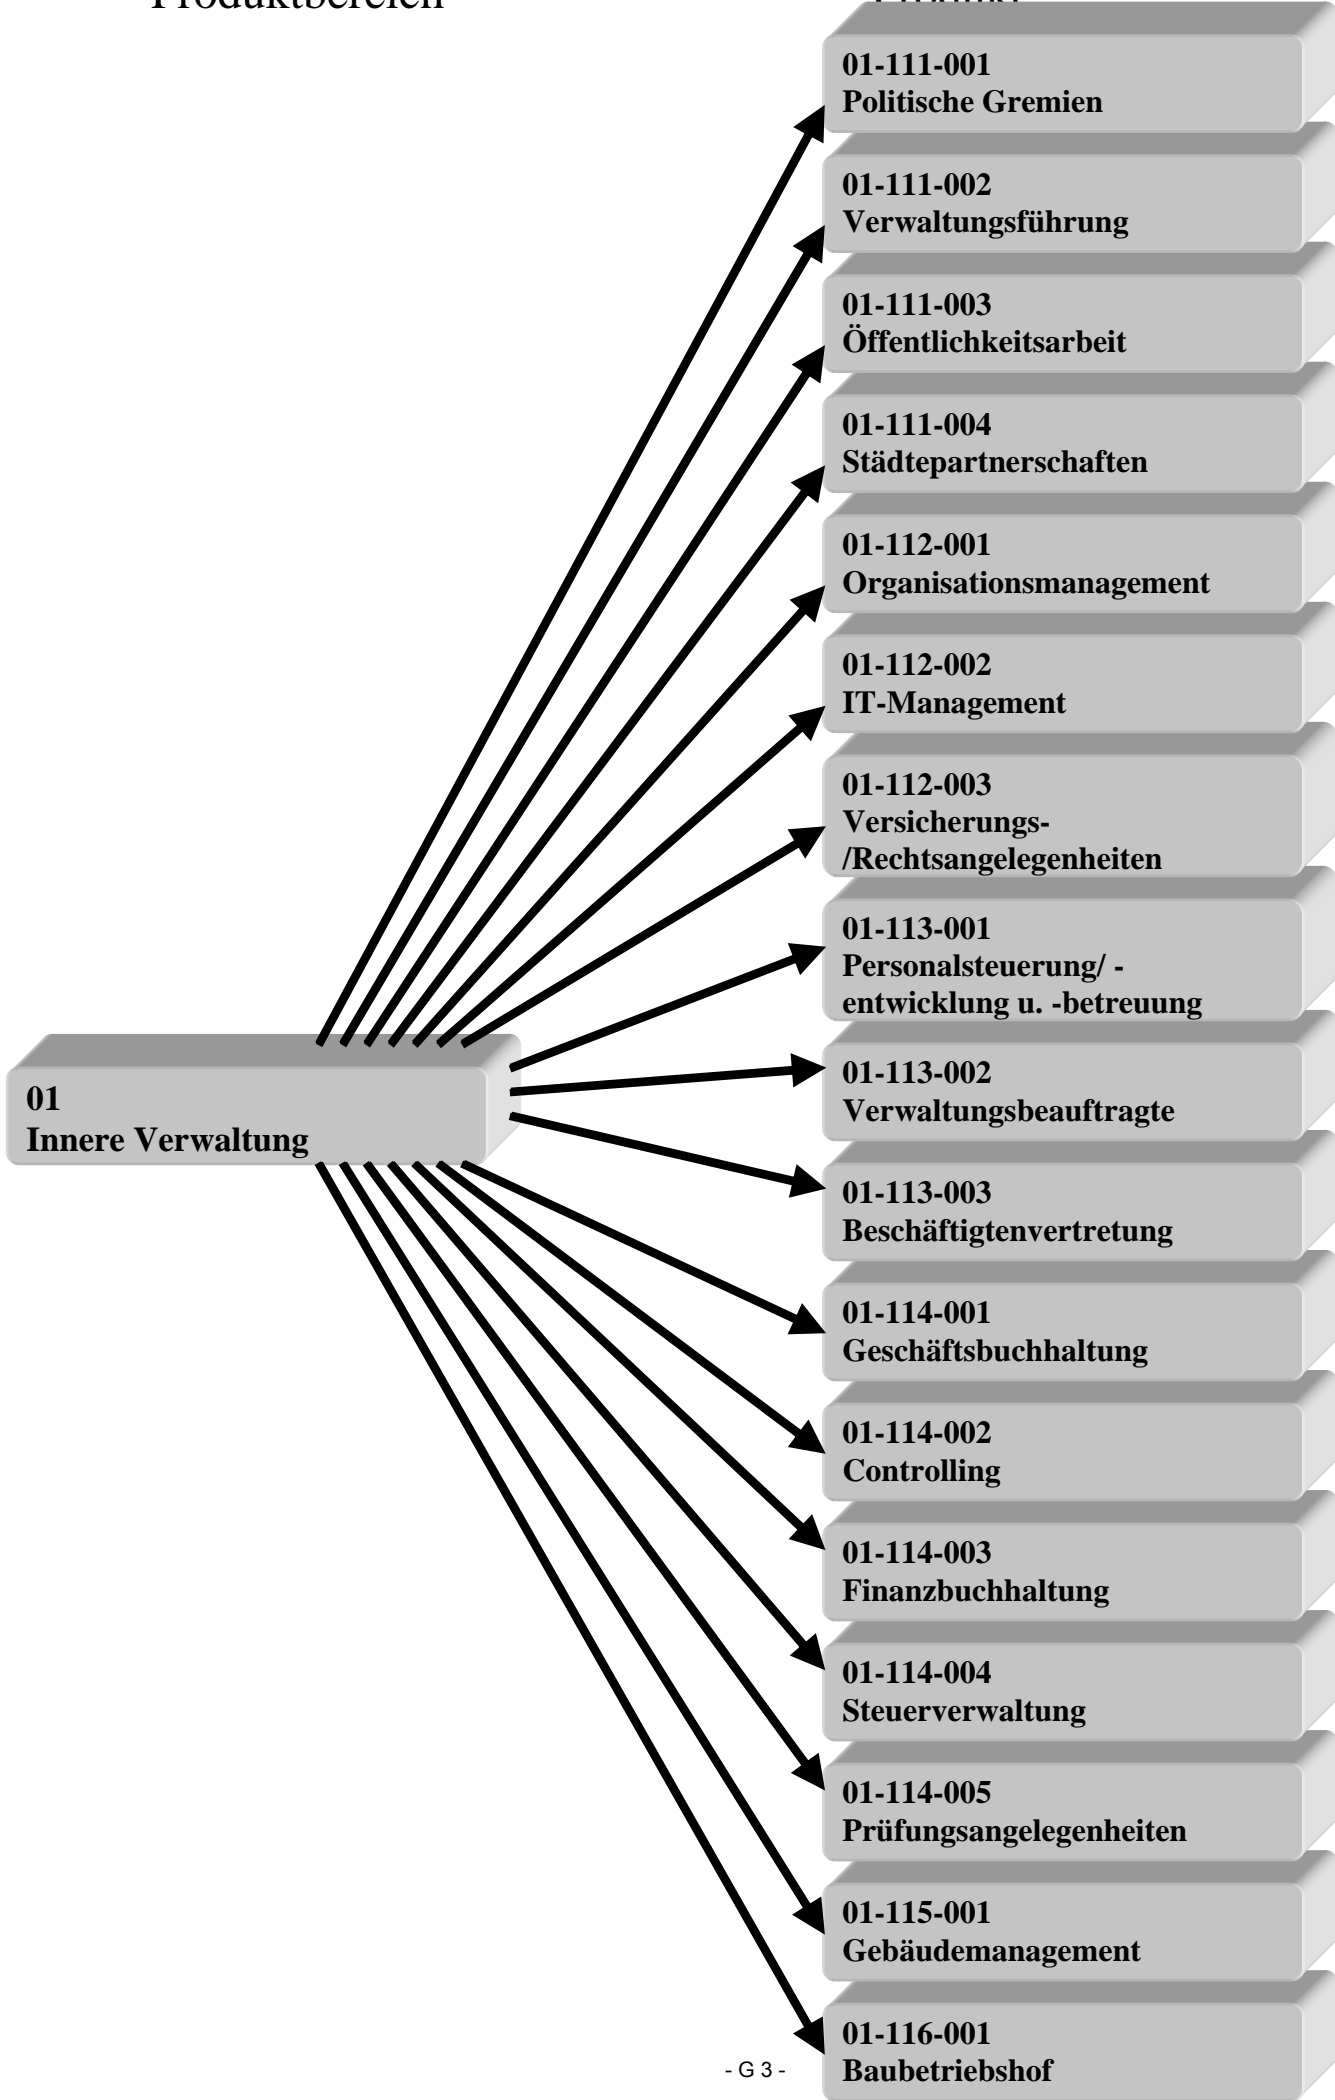 Produktbereich
01-111-001
Politische Gremien
01-111-002
Verwaltungsführung
01-111-003
Öffentlichkeitsarbeit
01-111-004
Städtepartnerschaften
01-112-001
Organisationsmanagement
01-112-002
IT-Management
01-112-003
Versicherungs-
/Rechtsangelegenheiten
01-113-001
Personalsteuerung/ -
entwicklung u. -betreuung
01
Innere Verwaltung
01-113-002
Verwaltungsbeauftragte
01-113-003
Beschäftigtenvertretung
01-114-001
Geschäftsbuchhaltung
01-114-002
Controlling
01-114-003
Finanzbuchhaltung
01-114-004
Steuerverwaltung
01-114-005
Prüfungsangelegenheiten
01-115-001
Gebäudemanagement
01-116-001
Baubetriebshof
- G 3 -